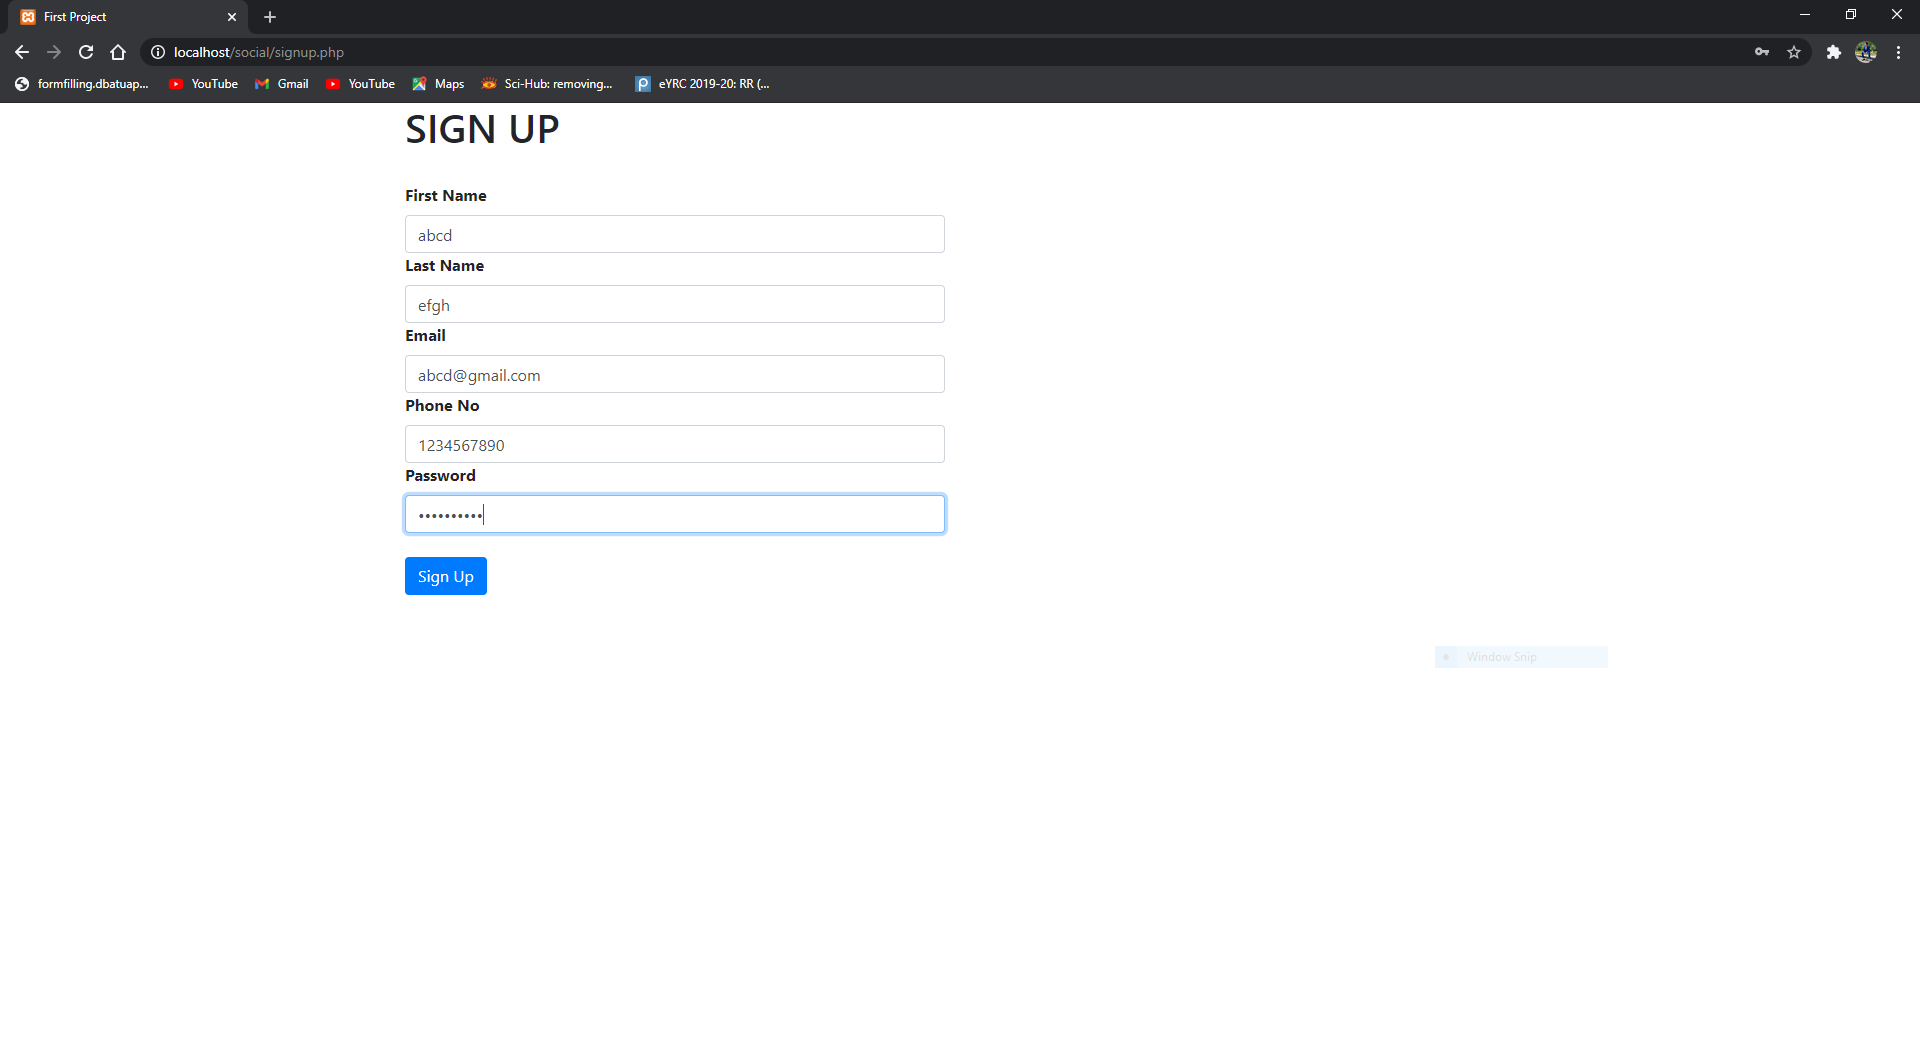 First Project
localhost/social/signup.php
formfilling.dbatuap... YouTube Gmail YouTube Maps Sci-Hub: removing... eYRC 2019-20: RR (...
SIGN UP
First Name
abcd
Last Name
efgh
Email
abcd@gmail.com
Phone No
1234567890
Password
••••••••••
Sign Up
Window Snip